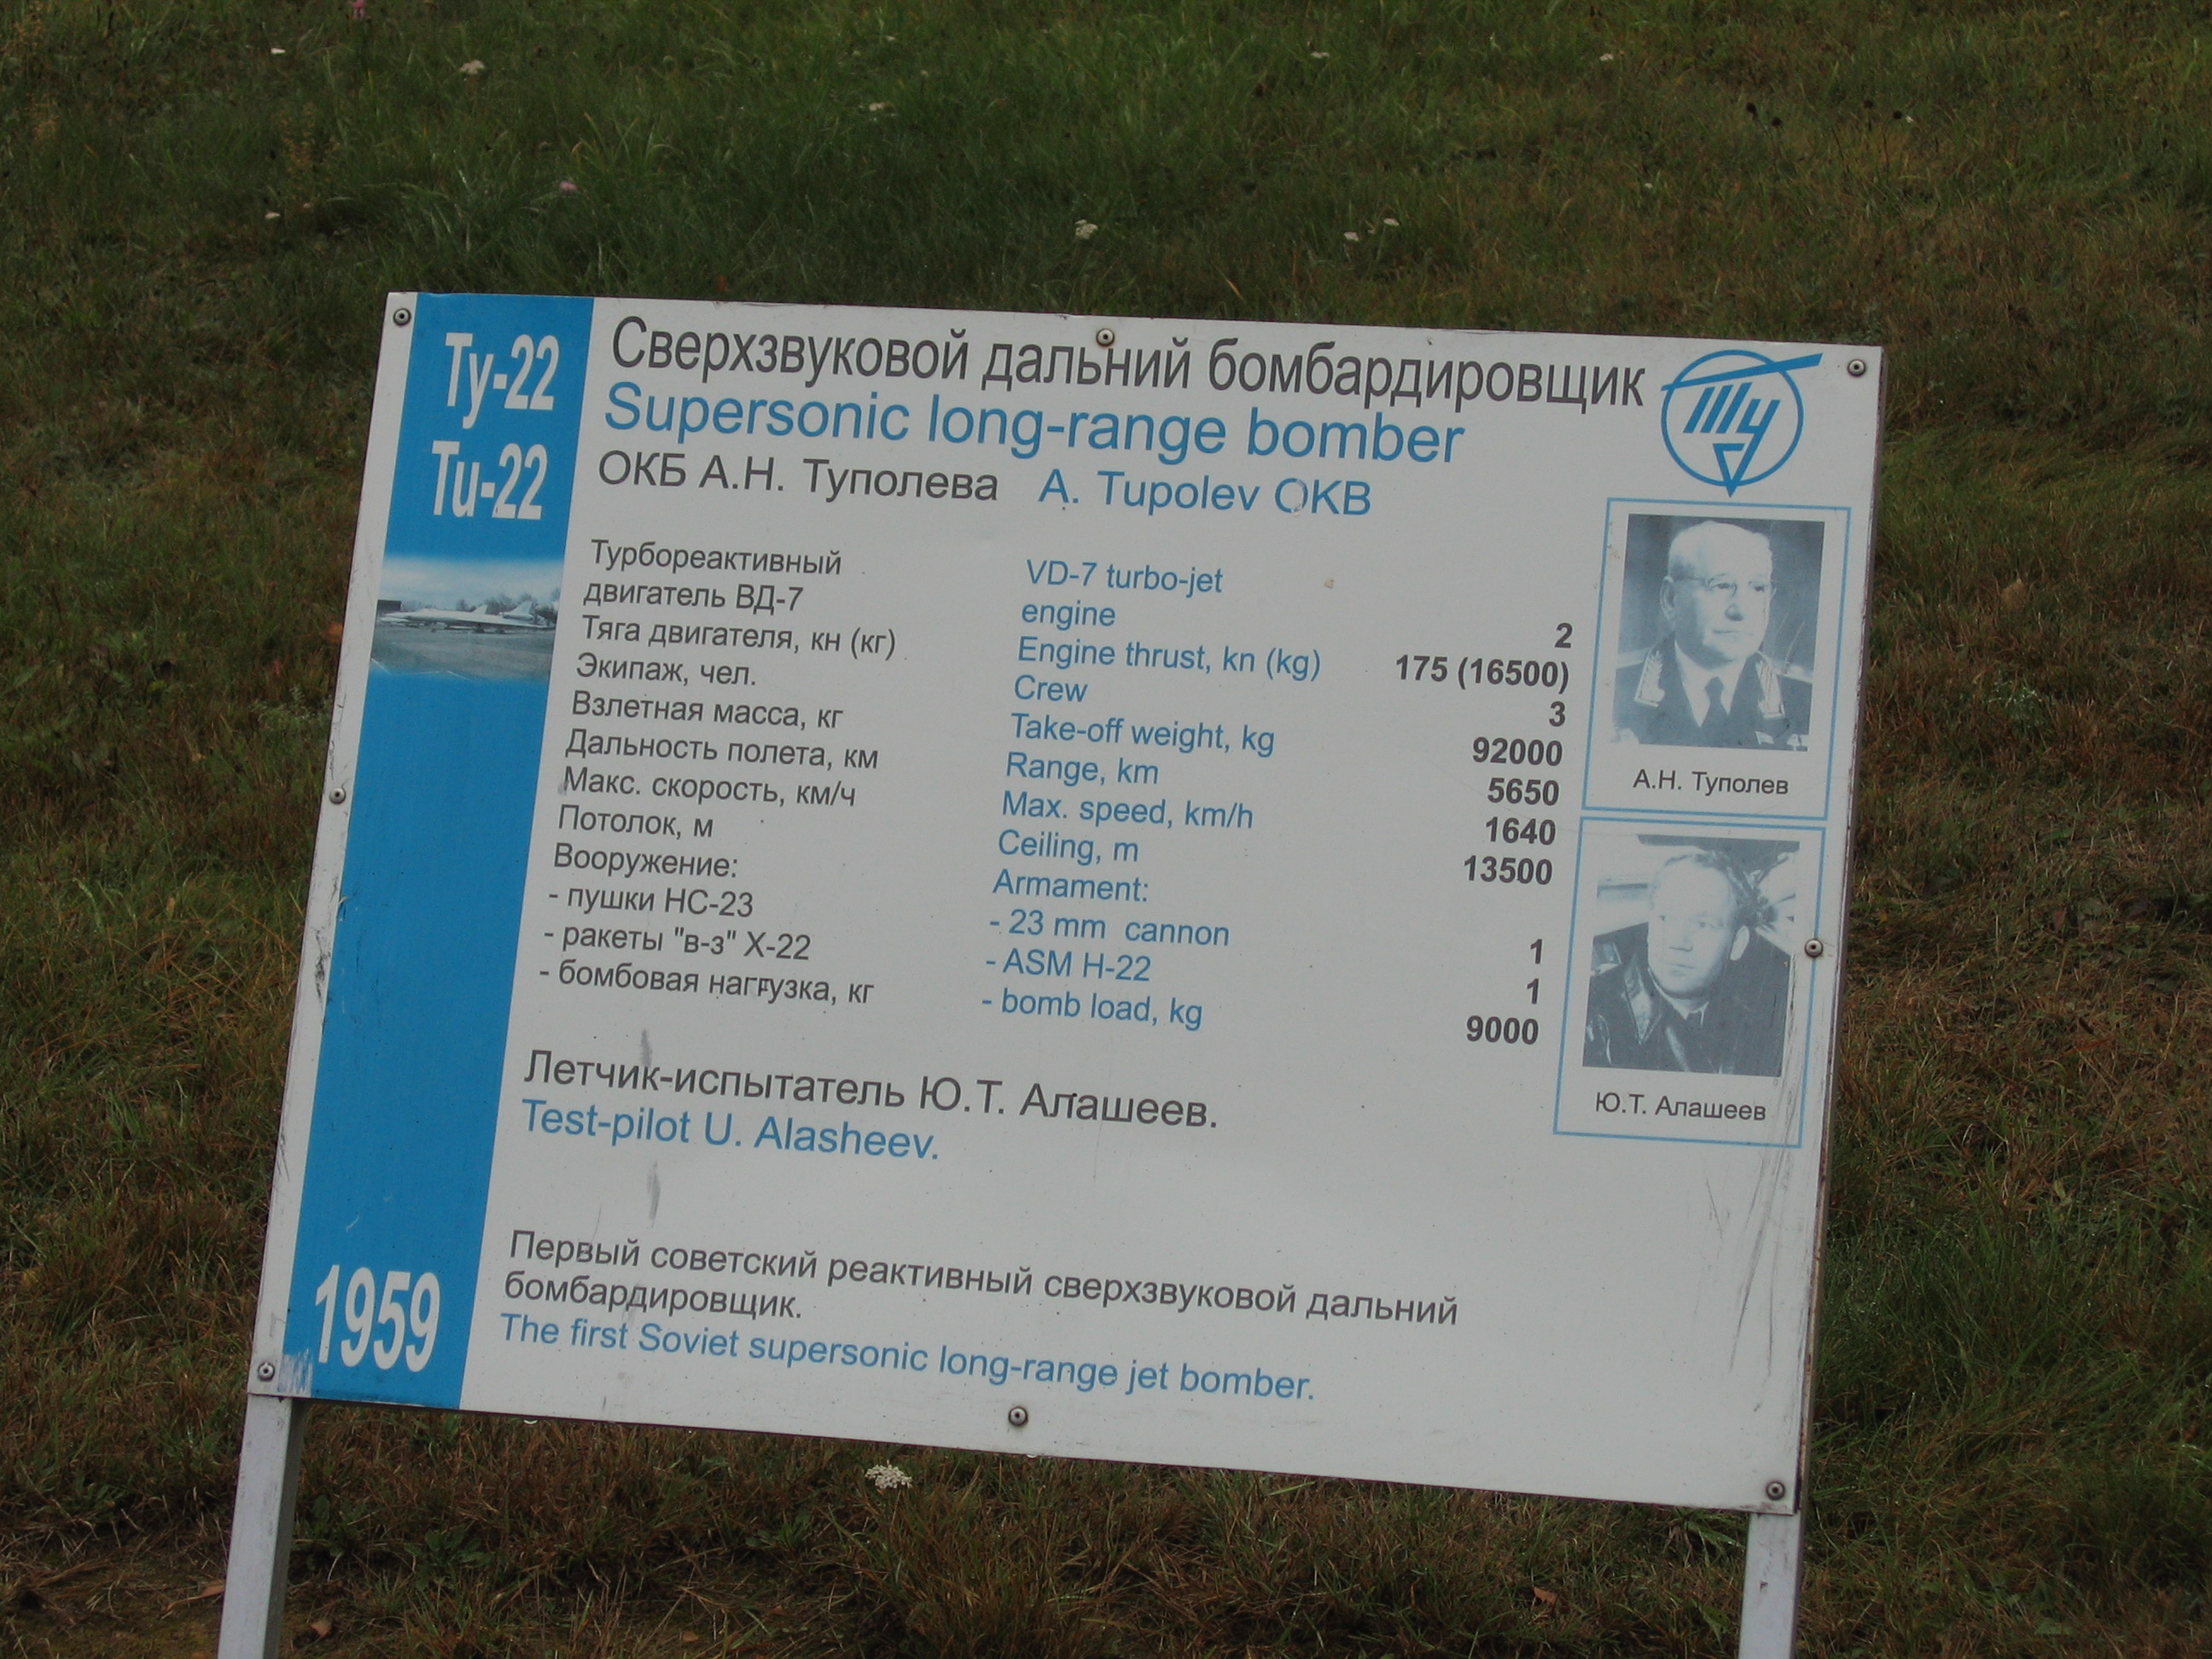 Ту-22
Tu-22
1959
Сверхзвуковой дальний бомбардировщик
Supersonic long-range bomber
ОКБ А.Н. Туполева A. Tupolev OKB
Ту
Турбореактивный VD-7 turbo-jet
двигатель ВД-7 engine 2
Тяга двигателя, кн (кг) Engine thrust, kn (kg) 175 (16500)
Экипаж, чел. Crew 3
Взлетная масса, кг Take-off weight, kg 92000
Дальность полета, км Range, km 5650
Макс. скорость, км/ч Max. speed, km/h 1640
Потолок, м Ceiling, m 13500
Вооружение: Armament:
- пушки НС-23 - 23 mm cannon 1
- ракеты "в-з" Х-22 - ASM H-22 1
- бомбовая нагрузка, кг - bomb load, kg 9000
А.Н. Туполев
Ю.Т. Алашеев
Летчик-испытатель Ю.Т. Алашеев.
Test-pilot U. Alasheev.
Первый советский реактивный сверхзвуковой дальний
бомбардировщик.
The first Soviet supersonic long-range jet bomber.